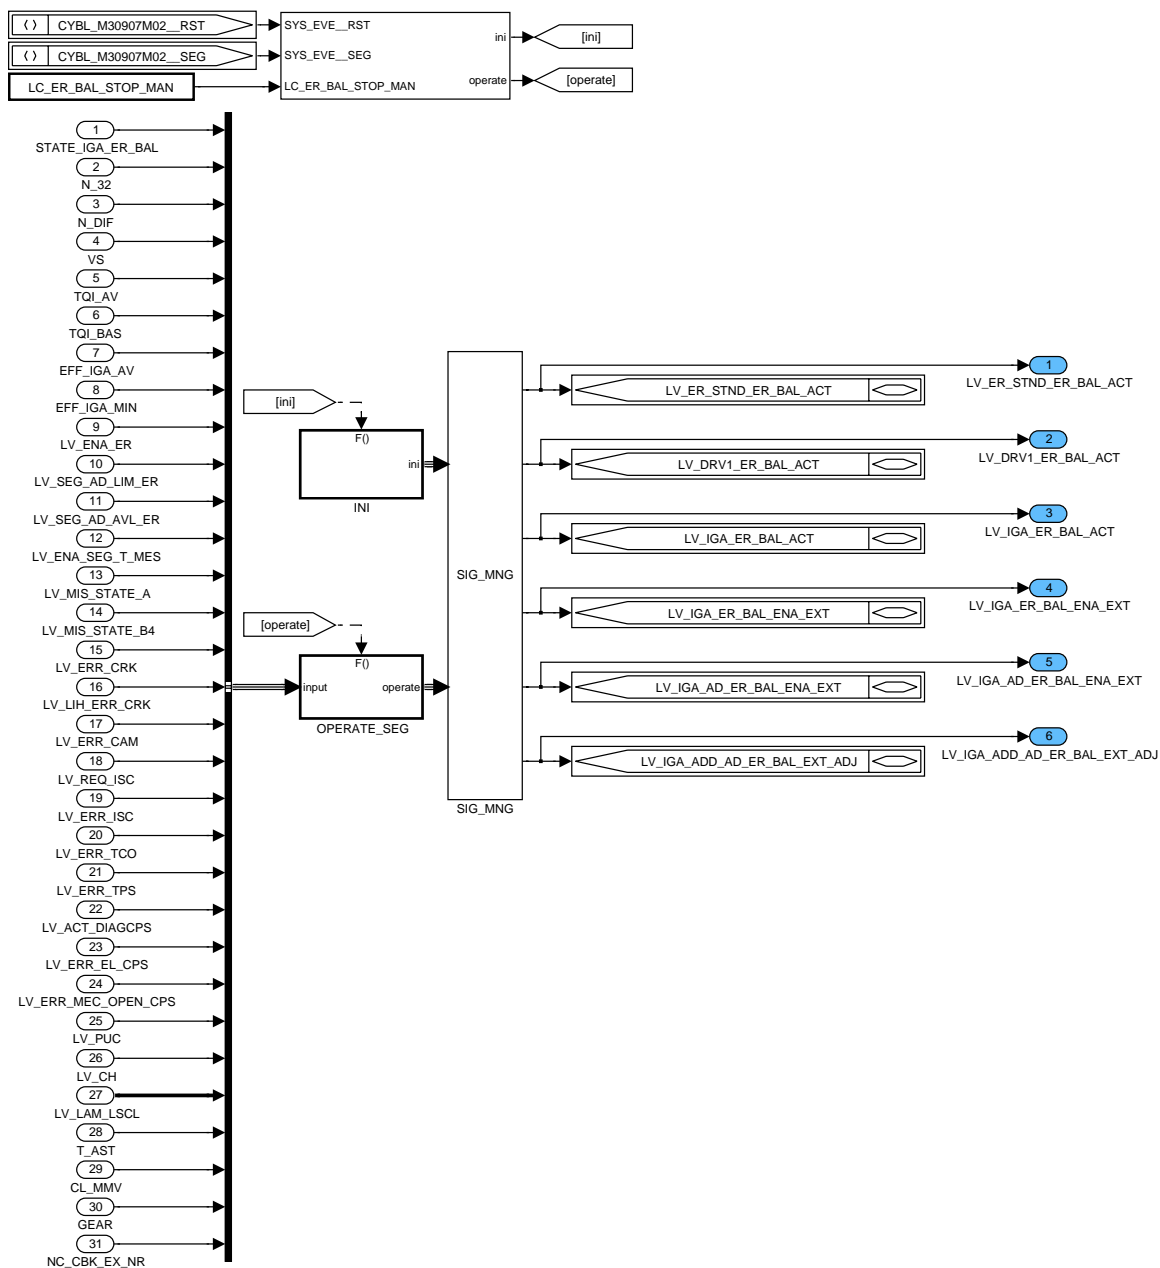 CYBL_M30907M02__RST
SYS_EVE__RST
ini
[ini]
CYBL_M30907M02__SEG
SYS_EVE__SEG
LC_ER_BAL_STOP_MAN
LC_ER_BAL_STOP_MAN
operate
[operate]
1
STATE_IGA_ER_BAL
2
N_32
3
N_DIF
4
VS
5
TQI_AV
6
TQI_BAS
7
EFF_IGA_AV
8
EFF_IGA_MIN
9
LV_ENA_ER
10
LV_SEG_AD_LIM_ER
11
LV_SEG_AD_AVL_ER
12
LV_ENA_SEG_T_MES
13
LV_MIS_STATE_A
14
LV_MIS_STATE_B4
15
LV_ERR_CRK
16
LV_LIH_ERR_CRK
17
LV_ERR_CAM
18
LV_REQ_ISC
19
LV_ERR_ISC
20
LV_ERR_TCO
21
LV_ERR_TPS
22
LV_ACT_DIAGCPS
23
LV_ERR_EL_CPS
24
LV_ERR_MEC_OPEN_CPS
25
LV_PUC
26
LV_CH
27
LV_LAM_LSCL
28
T_AST
29
CL_MMV
30
GEAR
31
NC_CBK_EX_NR
[ini]
F()
ini
INI
[operate]
F()
input
operate
OPERATE_SEG
SIG_MNG
SIG_MNG
LV_ER_STND_ER_BAL_ACT
1
LV_ER_STND_ER_BAL_ACT
LV_DRV1_ER_BAL_ACT
2
LV_DRV1_ER_BAL_ACT
LV_IGA_ER_BAL_ACT
3
LV_IGA_ER_BAL_ACT
LV_IGA_ER_BAL_ENA_EXT
4
LV_IGA_ER_BAL_ENA_EXT
LV_IGA_AD_ER_BAL_ENA_EXT
5
LV_IGA_AD_ER_BAL_ENA_EXT
LV_IGA_ADD_AD_ER_BAL_EXT_ADJ
6
LV_IGA_ADD_AD_ER_BAL_EXT_ADJ